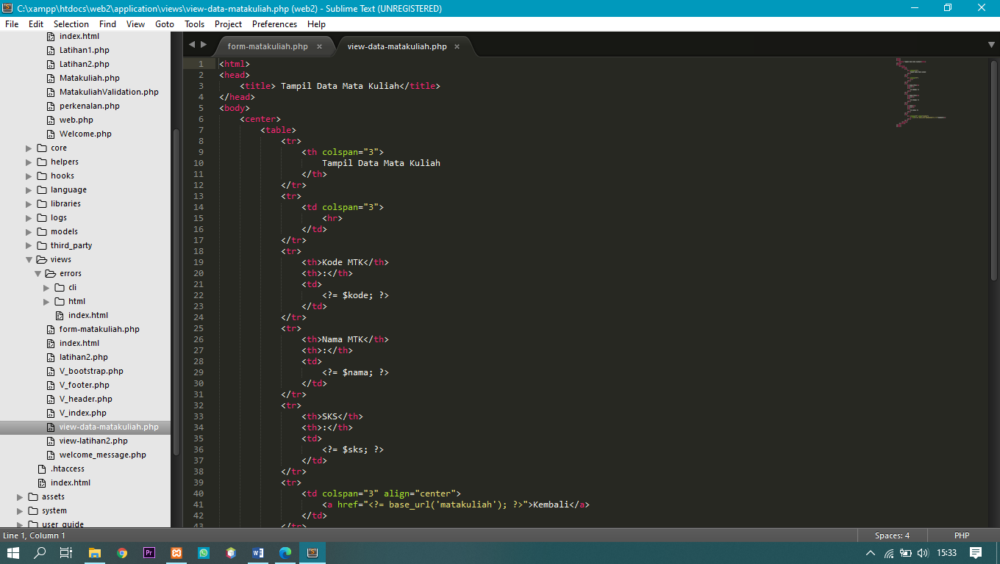 C:\xampp\htdocs\web2\application\views\view-data-matakuliah.php (web2) - Sublime Text (UNREGISTERED)
File Edit Selection Find View Goto Tools Project Preferences Help
index.html
Latihan1.php
Latihan2.php
Matakuliah.php
MatakuliahValidation.php
perkenalan.php
web.php
Welcome.php
core
helpers
hooks
language
libraries
logs
models
third_party
views
errors
cli
html
index.html
form-matakuliah.php
index.html
latihan2.php
V_bootstrap.php
V_footer.php
V_header.php
V_index.php
view-data-matakuliah.php
view-latihan2.php
welcome_message.php
.htaccess
index.html
assets
system
user_guide
form-matakuliah.php × view-data-matakuliah.php ×
1 <html>
2 <head>
3 <title> Tampil Data Mata Kuliah</title>
4 </head>
5 <body>
6 <center>
7 <table>
8 <tr>
9 <th colspan="3">
10 Tampil Data Mata Kuliah
11 </th>
12 </tr>
13 <tr>
14 <td colspan="3">
15 <hr>
16 </td>
17 </tr>
18 <tr>
19 <th>Kode MTK</th>
20 <th>:</th>
21 <td>
22 <?= $kode; ?>
23 </td>
24 </tr>
25 <tr>
26 <th>Nama MTK</th>
27 <th>:</th>
28 <td>
29 <?= $nama; ?>
30 </td>
31 </tr>
32 <tr>
33 <th>SKS</th>
34 <th>:</th>
35 <td>
36 <?= $sks; ?>
37 </td>
38 </tr>
39 <tr>
40 <td colspan="3" align="center">
41 <a href="<?= base_url('matakuliah'); ?>">Kembali</a>
42 </td>
43 </tr>
Line 1, Column 1 Spaces: 4 PHP
Pr 15:33